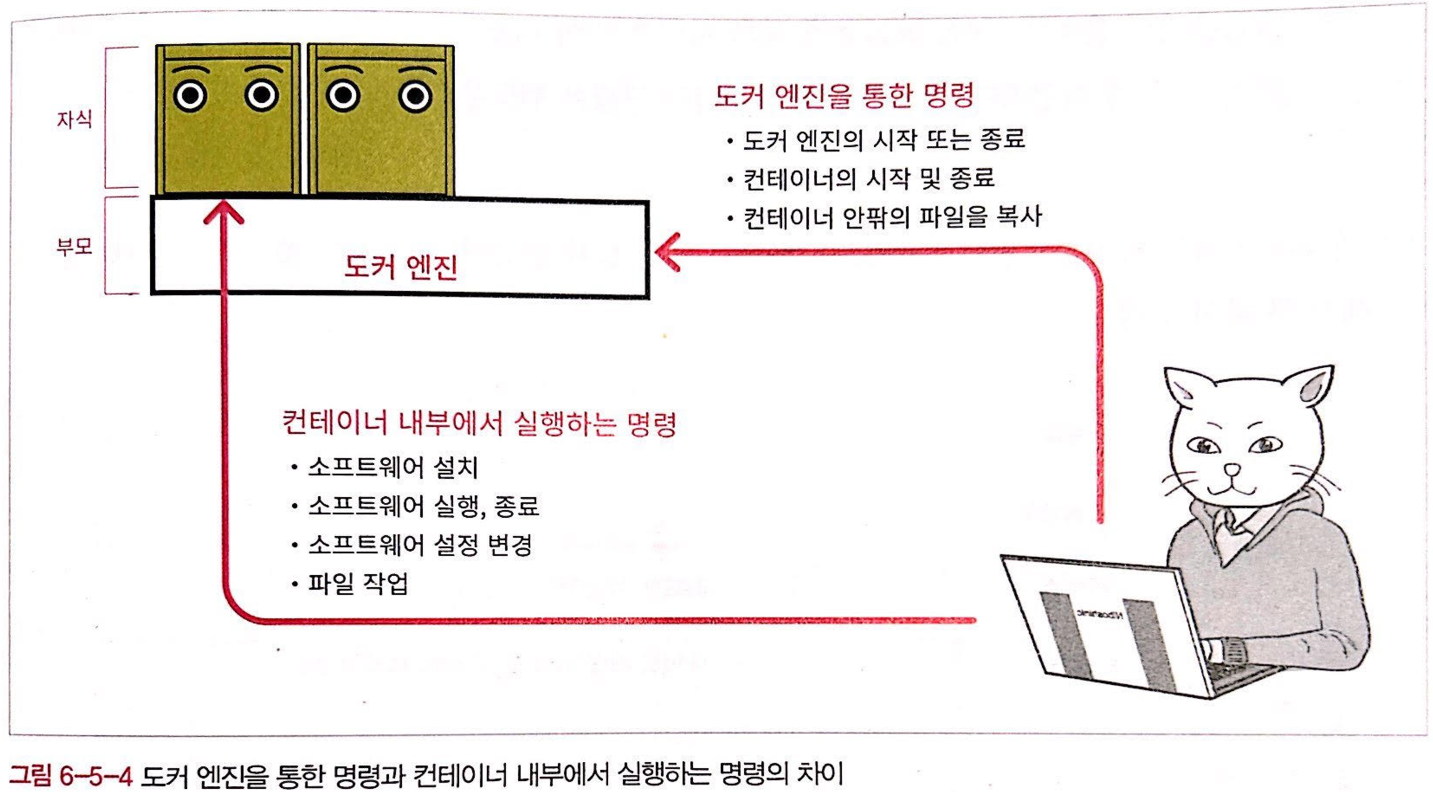 자식
부모
도커 엔진
도커 엔진을 통한 명령
• 도커 엔진의 시작 또는 종료
• 컨테이너의 시작 및 종료
• 컨테이너 안팎의 파일을 복사
컨테이너 내부에서 실행하는 명령
• 소프트웨어 설치
• 소프트웨어 실행, 종료
• 소프트웨어 설정 변경
• 파일 작업
그림 6-5-4 도커 엔진을 통한 명령과 컨테이너 내부에서 실행하는 명령의 차이